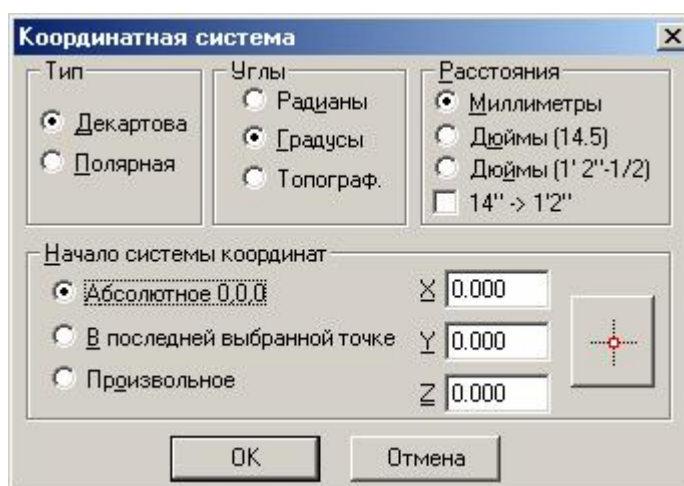 Координатная система
Тип
Декартова
Полярная
Углы
Радианы
Градусы
Топограф.
Расстояния
Миллиметры
Дюймы (14.5)
Дюймы (1' 2"-1/2)
14" -> 1'2"
Начало системы координат
Абсолютное 0,0,0
В последней выбранной точке
Произвольное
X 0.000
Y 0.000
Z 0.000
OK
Отмена